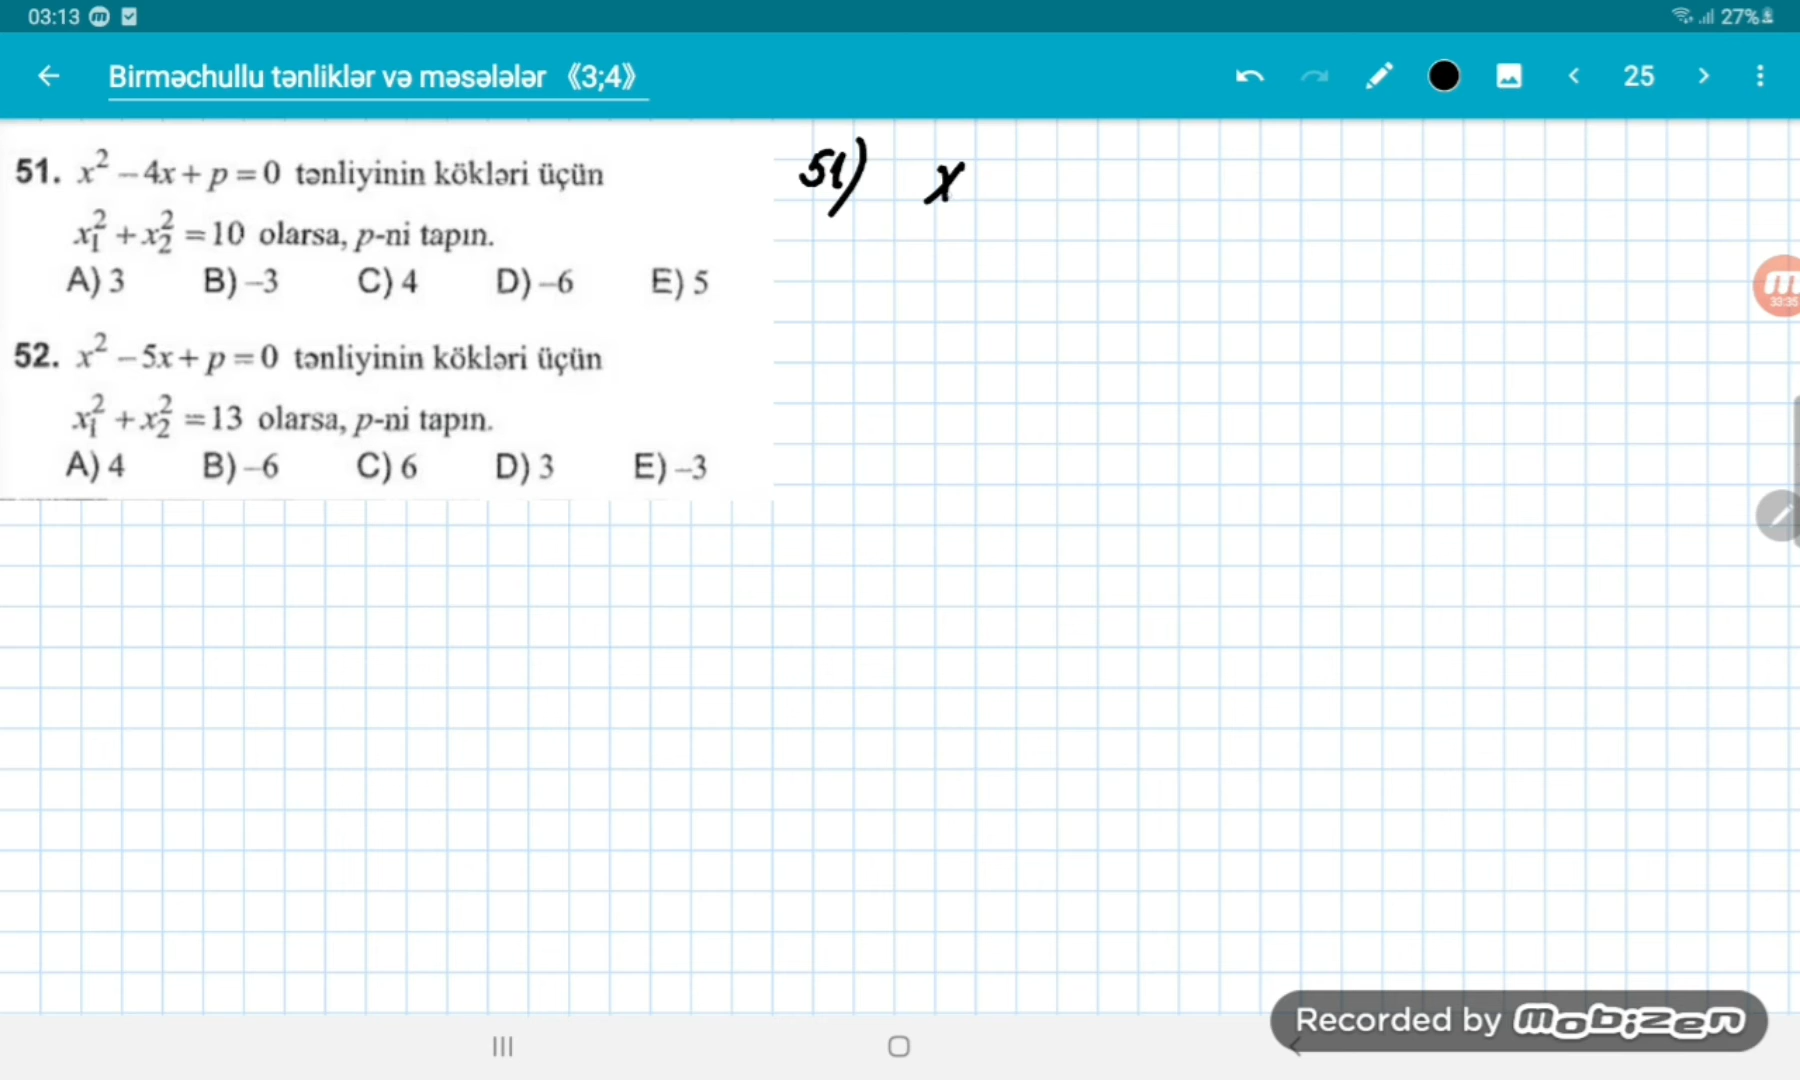 03:13
27%
Birməchullu tənliklər və məsələlər 《3;4》
25
51. x² – 4x + p = 0 tənliyinin kökləri üçün
x₁² + x₂² = 10 olarsa, p-ni tapın.
A) 3 B) –3 C) 4 D) –6 E) 5
52. x² – 5x + p = 0 tənliyinin kökləri üçün
x₁² + x₂² = 13 olarsa, p-ni tapın.
A) 4 B) –6 C) 6 D) 3 E) –3
51) x
33:35
Recorded by mobizen